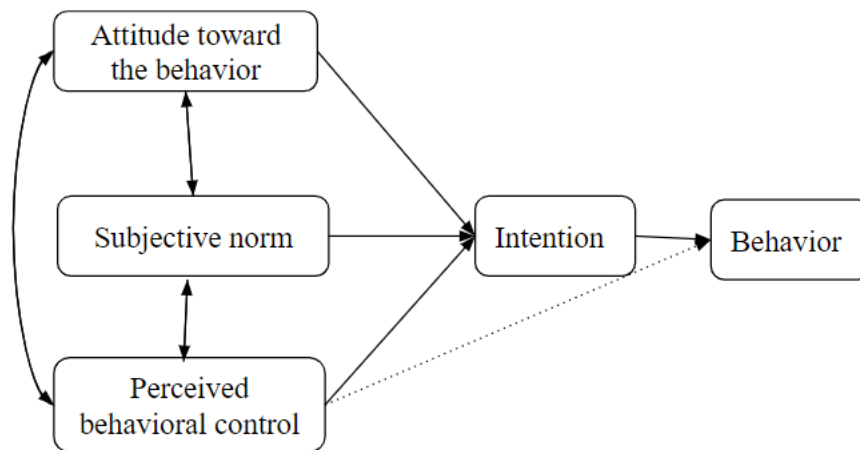 Attitude toward
the behavior
Subjective norm
Intention
Behavior
Perceived
behavioral control